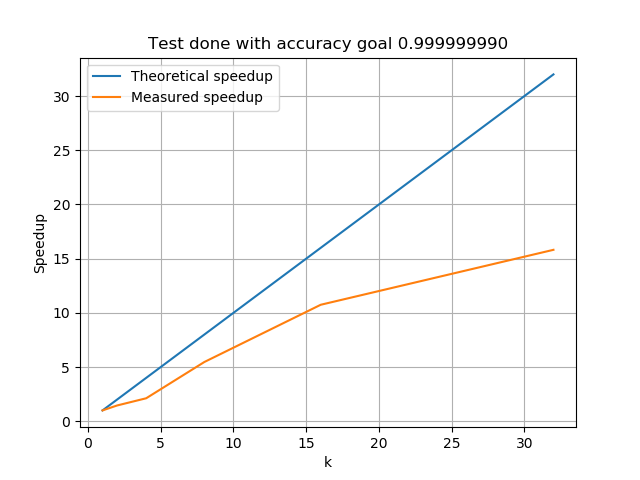 Test done with accuracy goal 0.999999990
Theoretical speedup
Measured speedup
30
25
20
15
10
5
0
Speedup
0 5 10 15 20 25 30
k